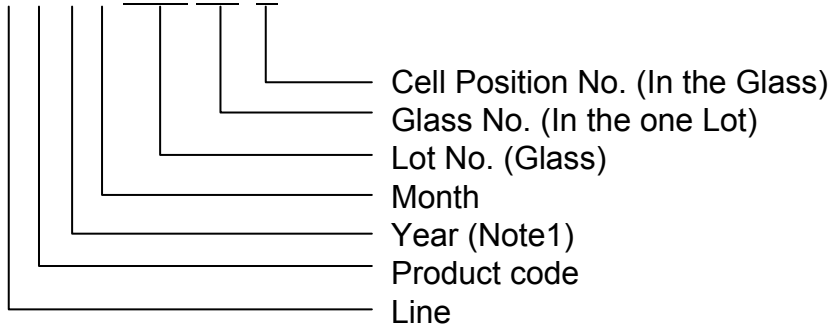 Cell Position No. (In the Glass)
Glass No. (In the one Lot)
Lot No. (Glass)
Month
Year (Note1)
Product code
Line